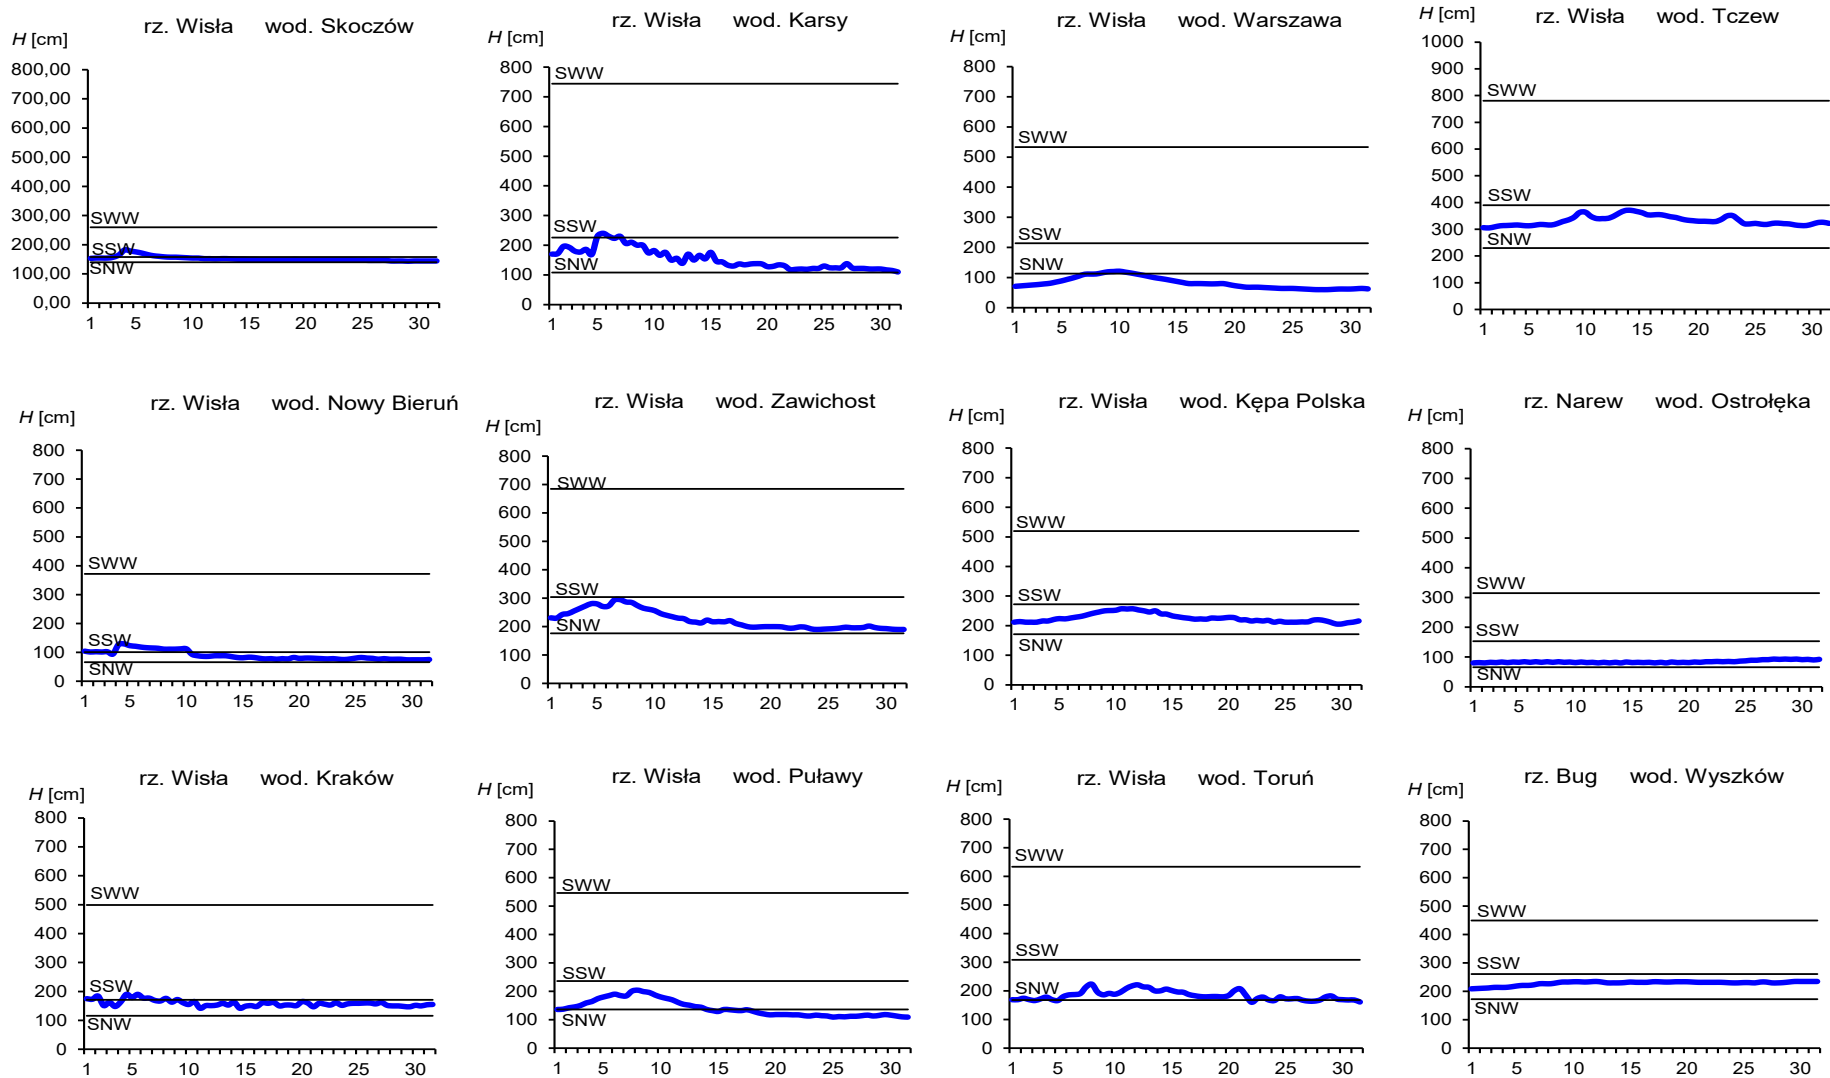 rz. Wisła wod. Skoczów
H [cm]
800,00
700,00
600,00
500,00
400,00
300,00
200,00
100,00
0,00
SWW
SSW
SNW
1 5 10 15 20 25 30
rz. Wisła wod. Karsy
H [cm]
800
700
600
500
400
300
200
100
0
SWW
SSW
SNW
1 5 10 15 20 25 30
rz. Wisła wod. Warszawa
H [cm]
800
700
600
500
400
300
200
100
0
SWW
SSW
SNW
1 5 10 15 20 25 30
rz. Wisła wod. Tczew
H [cm]
1000
900
800
700
600
500
400
300
200
100
0
SWW
SSW
SNW
1 5 10 15 20 25 30
rz. Wisła wod. Nowy Bieruń
H [cm]
800
700
600
500
400
300
200
100
0
SWW
SSW
SNW
1 5 10 15 20 25 30
rz. Wisła wod. Zawichost
H [cm]
800
700
600
500
400
300
200
100
0
SWW
SSW
SNW
1 5 10 15 20 25 30
rz. Wisła wod. Kępa Polska
H [cm]
800
700
600
500
400
300
200
100
0
SWW
SSW
SNW
1 5 10 15 20 25 30
rz. Narew wod. Ostrołęka
H [cm]
800
700
600
500
400
300
200
100
0
SWW
SSW
SNW
1 5 10 15 20 25 30
rz. Wisła wod. Kraków
H [cm]
800
700
600
500
400
300
200
100
0
SWW
SSW
SNW
1 5 10 15 20 25 30
rz. Wisła wod. Puławy
H [cm]
800
700
600
500
400
300
200
100
0
SWW
SSW
SNW
1 5 10 15 20 25 30
rz. Wisła wod. Toruń
H [cm]
800
700
600
500
400
300
200
100
0
SWW
SSW
SNW
1 5 10 15 20 25 30
rz. Bug wod. Wyszków
H [cm]
800
700
600
500
400
300
200
100
0
SWW
SSW
SNW
1 5 10 15 20 25 30